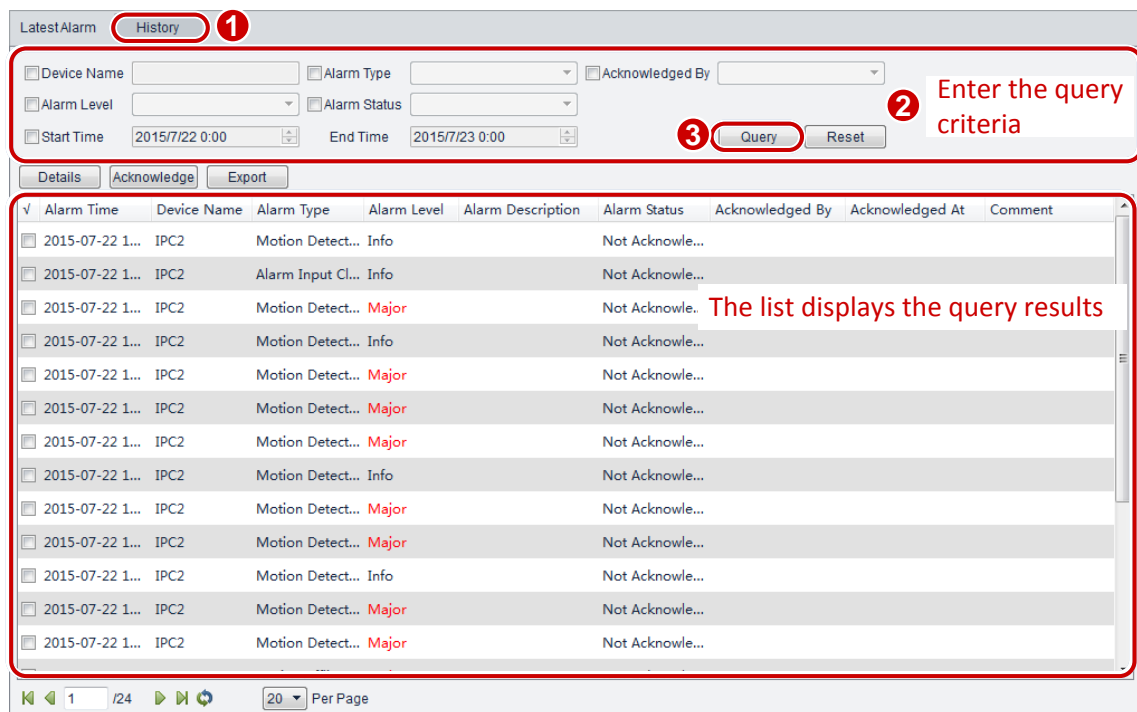 Latest Alarm History 1
Device Name Alarm Type Acknowledged By
Alarm Level Alarm Status 2 Enter the query
criteria
Start Time 2015/7/22 0:00 End Time 2015/7/23 0:00 3 Query Reset
Details Acknowledge Export
√ Alarm Time Device Name Alarm Type Alarm Level Alarm Description Alarm Status Acknowledged By Acknowledged At Comment
2015-07-22 1... IPC2 Motion Detect... Info Not Acknowle...
2015-07-22 1... IPC2 Alarm Input Cl... Info Not Acknowle...
2015-07-22 1... IPC2 Motion Detect... Major Not Acknowle.. The list displays the query results
2015-07-22 1... IPC2 Motion Detect... Info Not Acknowle...
2015-07-22 1... IPC2 Motion Detect... Major Not Acknowle...
2015-07-22 1... IPC2 Motion Detect... Major Not Acknowle...
2015-07-22 1... IPC2 Motion Detect... Major Not Acknowle...
2015-07-22 1... IPC2 Motion Detect... Info Not Acknowle...
2015-07-22 1... IPC2 Motion Detect... Major Not Acknowle...
2015-07-22 1... IPC2 Motion Detect... Major Not Acknowle...
2015-07-22 1... IPC2 Motion Detect... Info Not Acknowle...
2015-07-22 1... IPC2 Motion Detect... Major Not Acknowle...
2015-07-22 1... IPC2 Motion Detect... Major Not Acknowle...
1 /24 20 Per Page